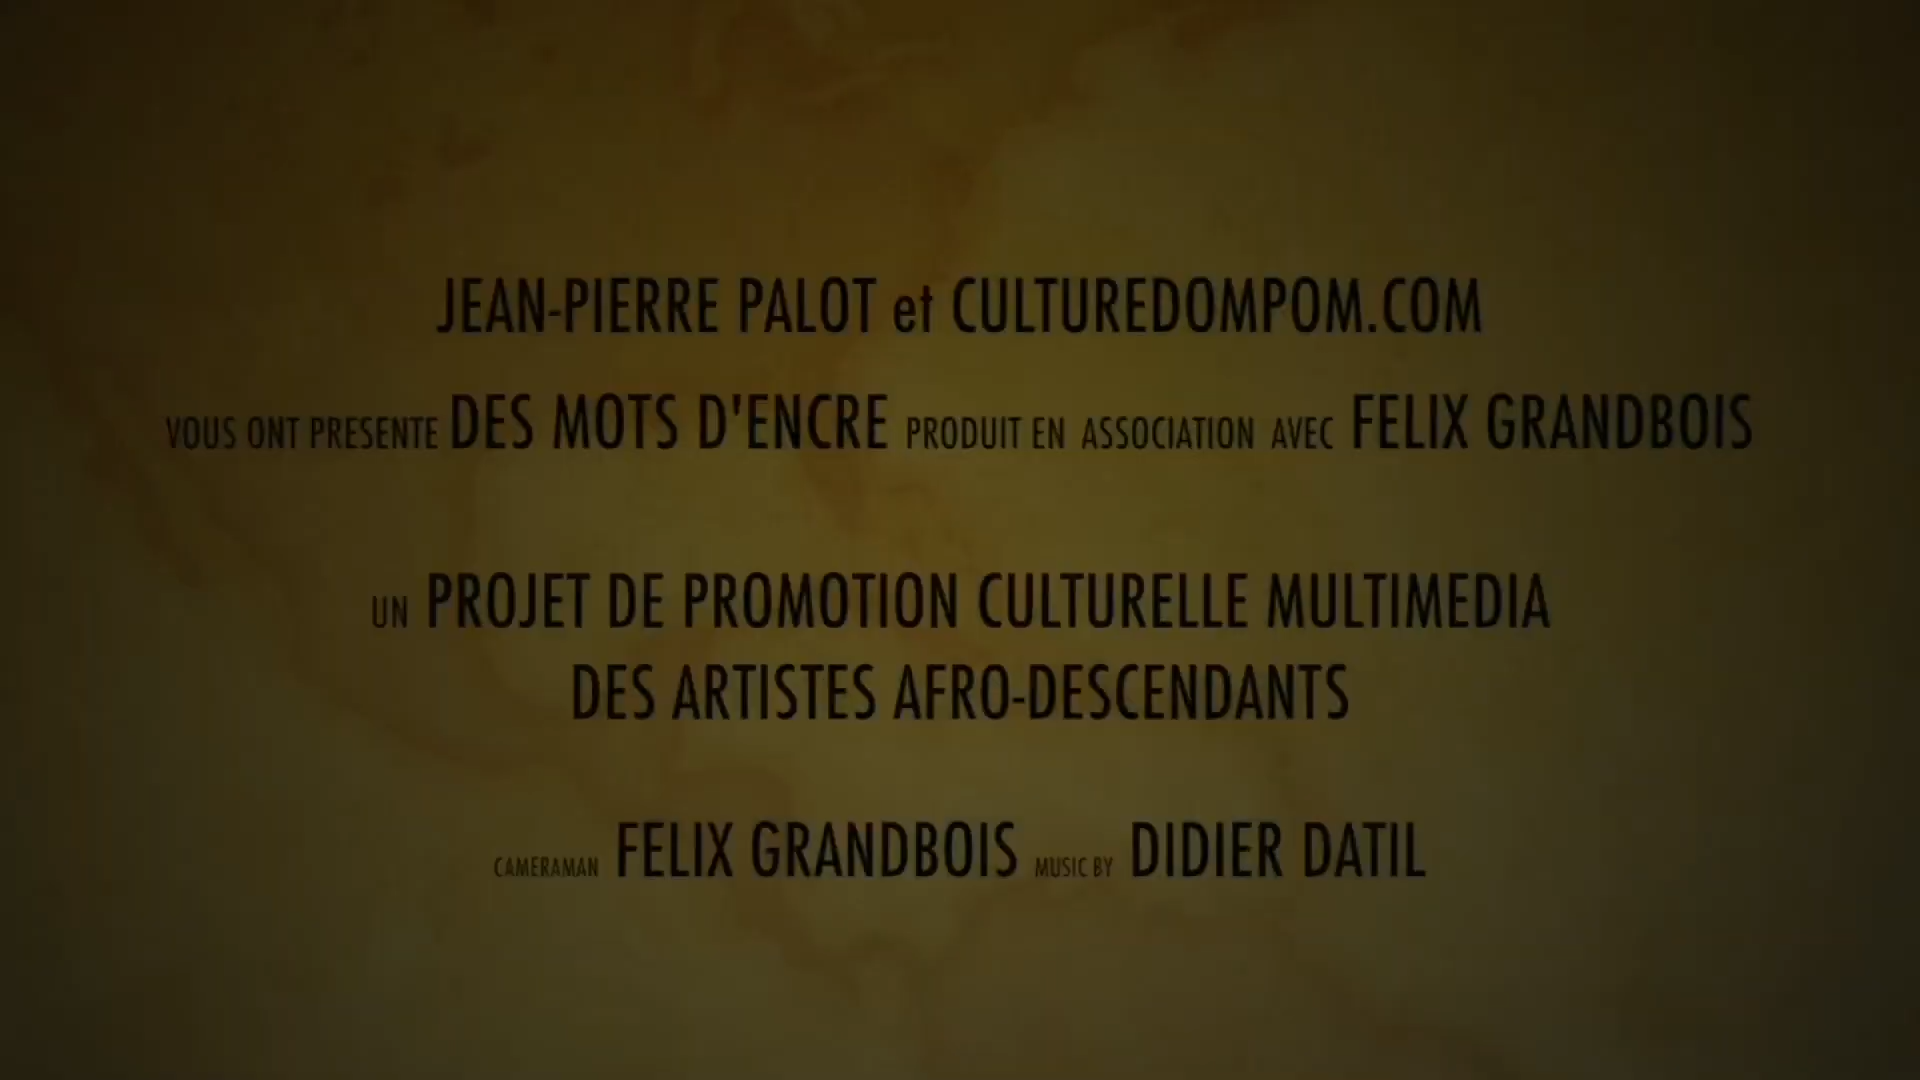 JEAN-PIERRE PALOT et CULTUREDOMPOM.COM
VOUS ONT PRESENTE DES MOTS D'ENCRE PRODUIT EN ASSOCIATION AVEC FELIX GRANDBOIS
UN PROJET DE PROMOTION CULTURELLE MULTIMEDIA
DES ARTISTES AFRO-DESCENDANTS
CAMERAMAN FELIX GRANDBOIS MUSIC BY DIDIER DATIL